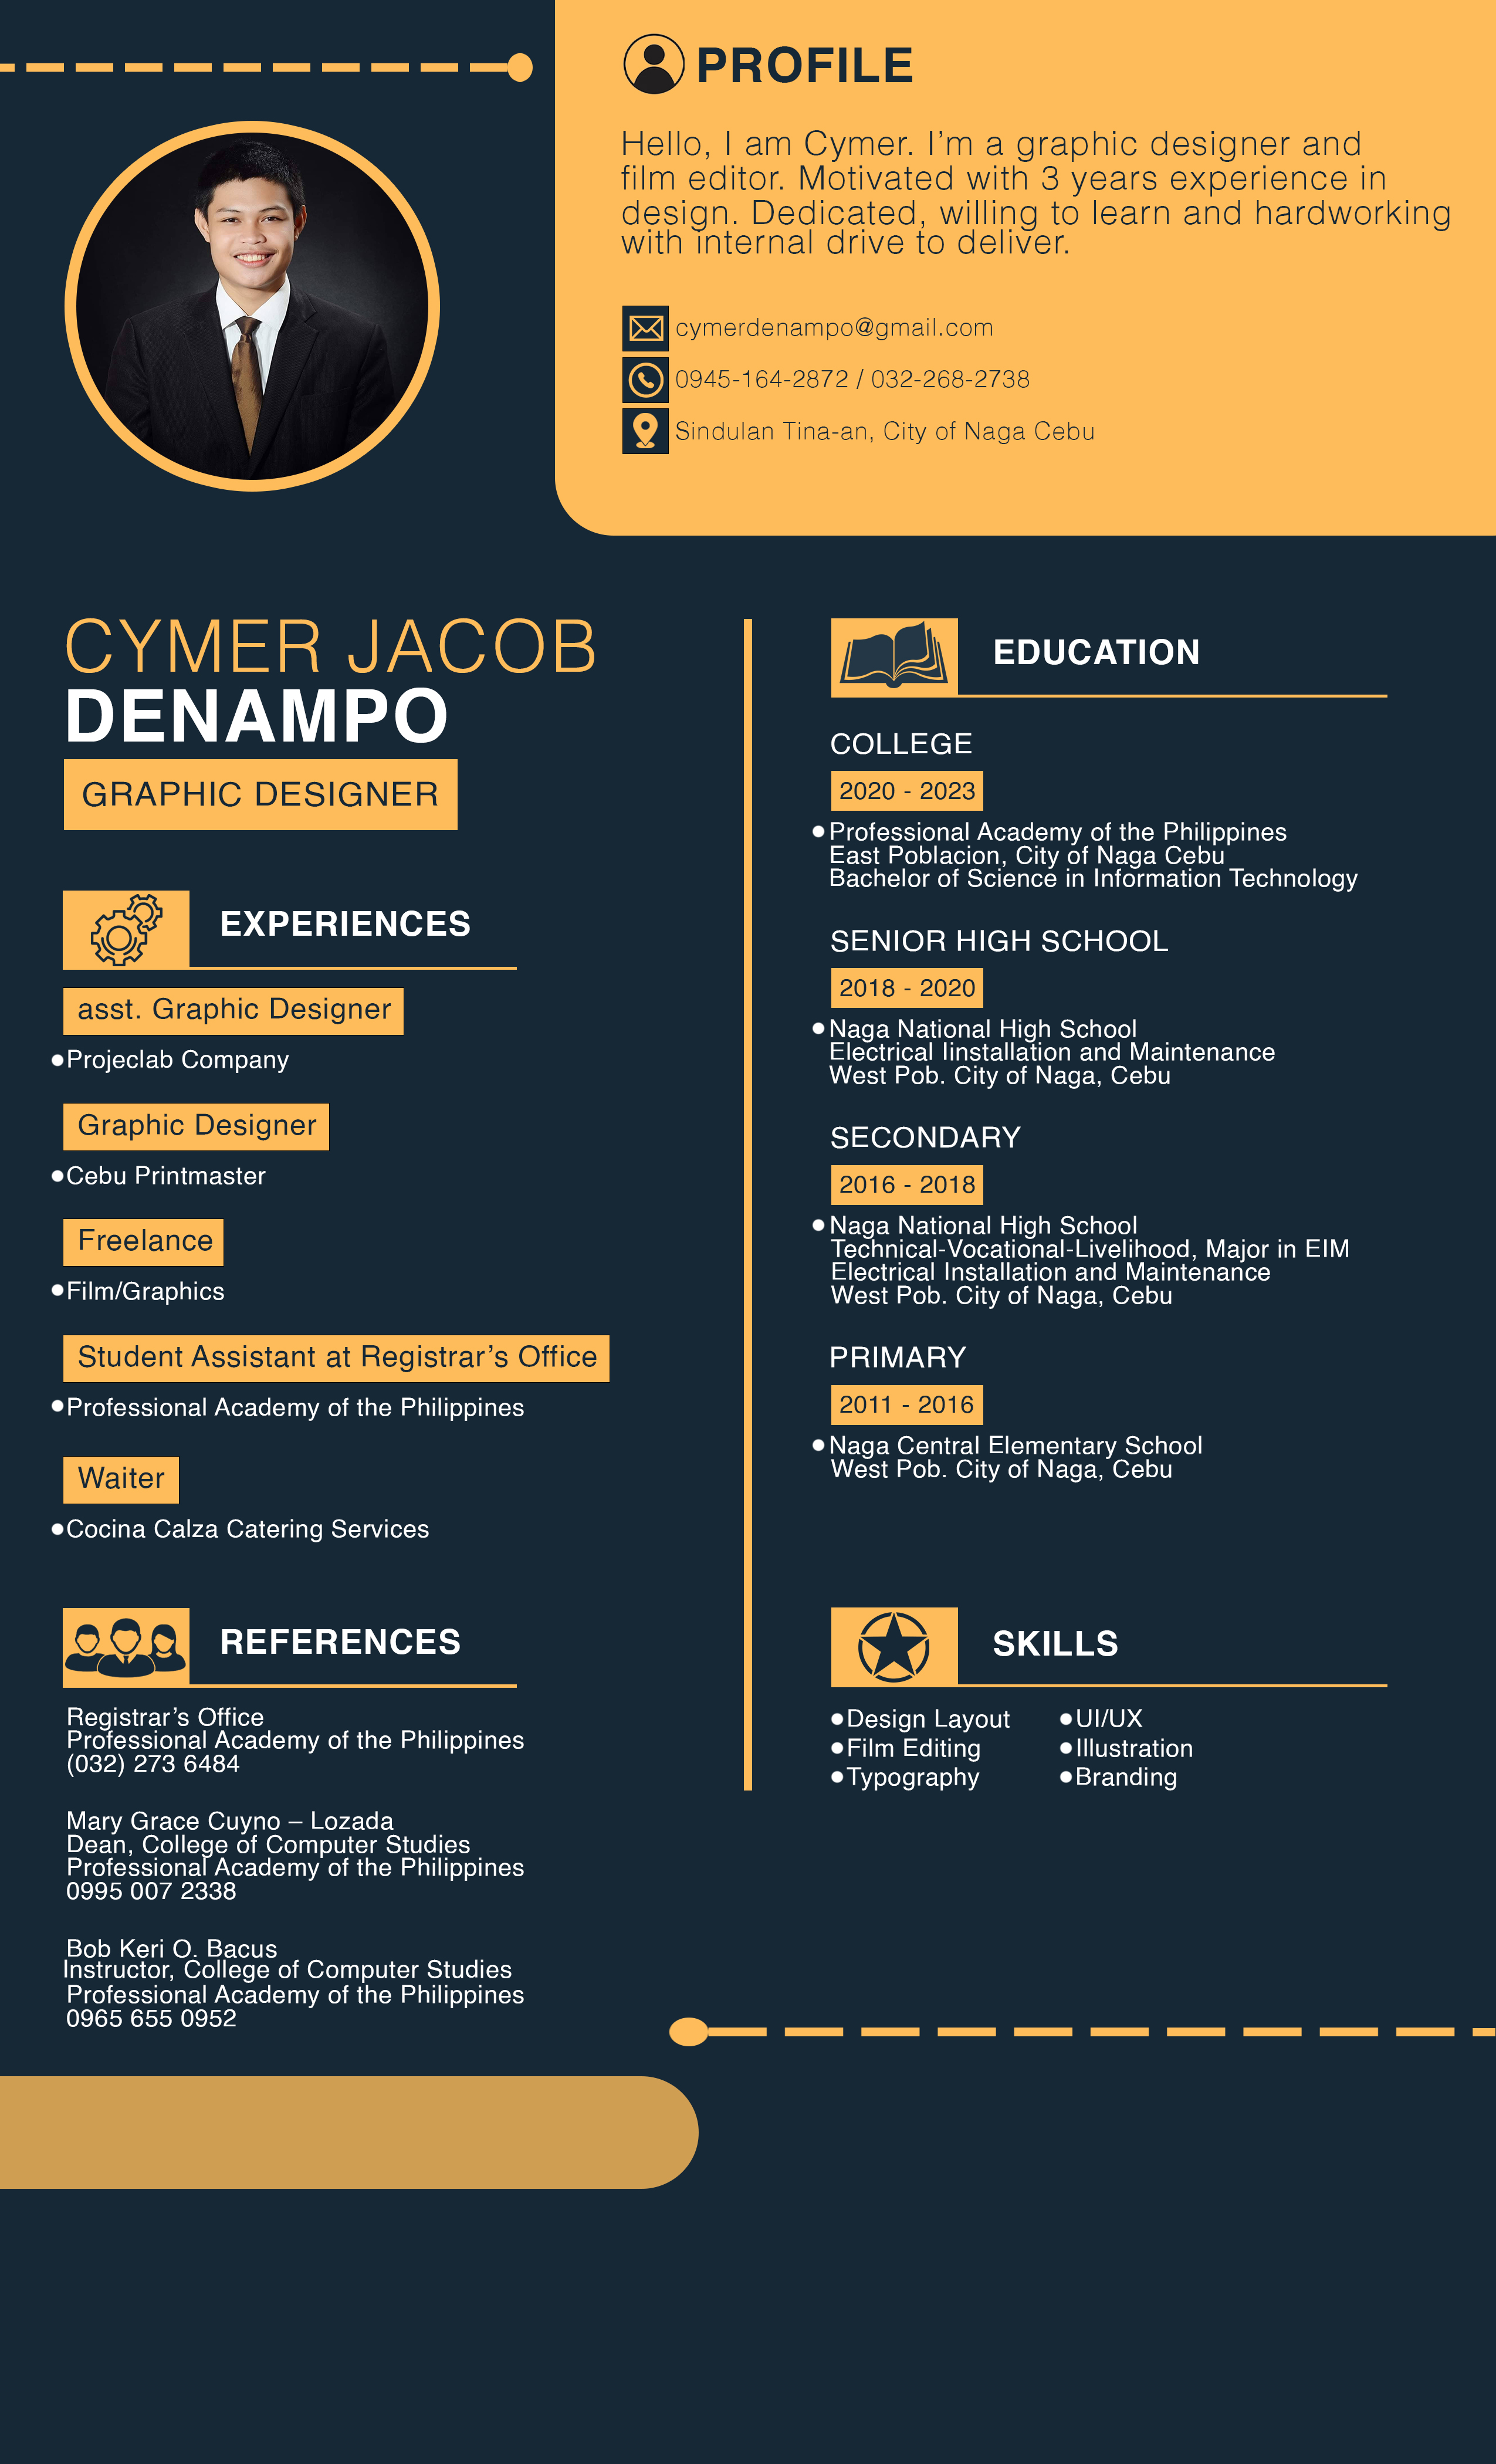 PROFILE
Hello, I am Cymer. I’m a graphic designer and
film editor. Motivated with 3 years experience in
design. Dedicated, willing to learn and hardworking
with internal drive to deliver.
cymerdenampo@gmail.com
0945-164-2872 / 032-268-2738
Sindulan Tina-an, City of Naga Cebu
CYMER JACOB
DENAMPO
GRAPHIC DESIGNER
EXPERIENCES
asst. Graphic Designer
Projeclab Company
Graphic Designer
Cebu Printmaster
Freelance
Film/Graphics
Student Assistant at Registrar’s Office
Professional Academy of the Philippines
Waiter
Cocina Calza Catering Services
REFERENCES
Registrar’s Office
Professional Academy of the Philippines
(032) 273 6484
Mary Grace Cuyno – Lozada
Dean, College of Computer Studies
Professional Academy of the Philippines
0995 007 2338
Bob Keri O. Bacus
Instructor, College of Computer Studies
Professional Academy of the Philippines
0965 655 0952
EDUCATION
COLLEGE
2020 - 2023
Professional Academy of the Philippines
East Poblacion, City of Naga Cebu
Bachelor of Science in Information Technology
SENIOR HIGH SCHOOL
2018 - 2020
Naga National High School
Electrical Iinstallation and Maintenance
West Pob. City of Naga, Cebu
SECONDARY
2016 - 2018
Naga National High School
Technical-Vocational-Livelihood, Major in EIM
Electrical Installation and Maintenance
West Pob. City of Naga, Cebu
PRIMARY
2011 - 2016
Naga Central Elementary School
West Pob. City of Naga, Cebu
SKILLS
Design Layout
Film Editing
Typography
UI/UX
Illustration
Branding